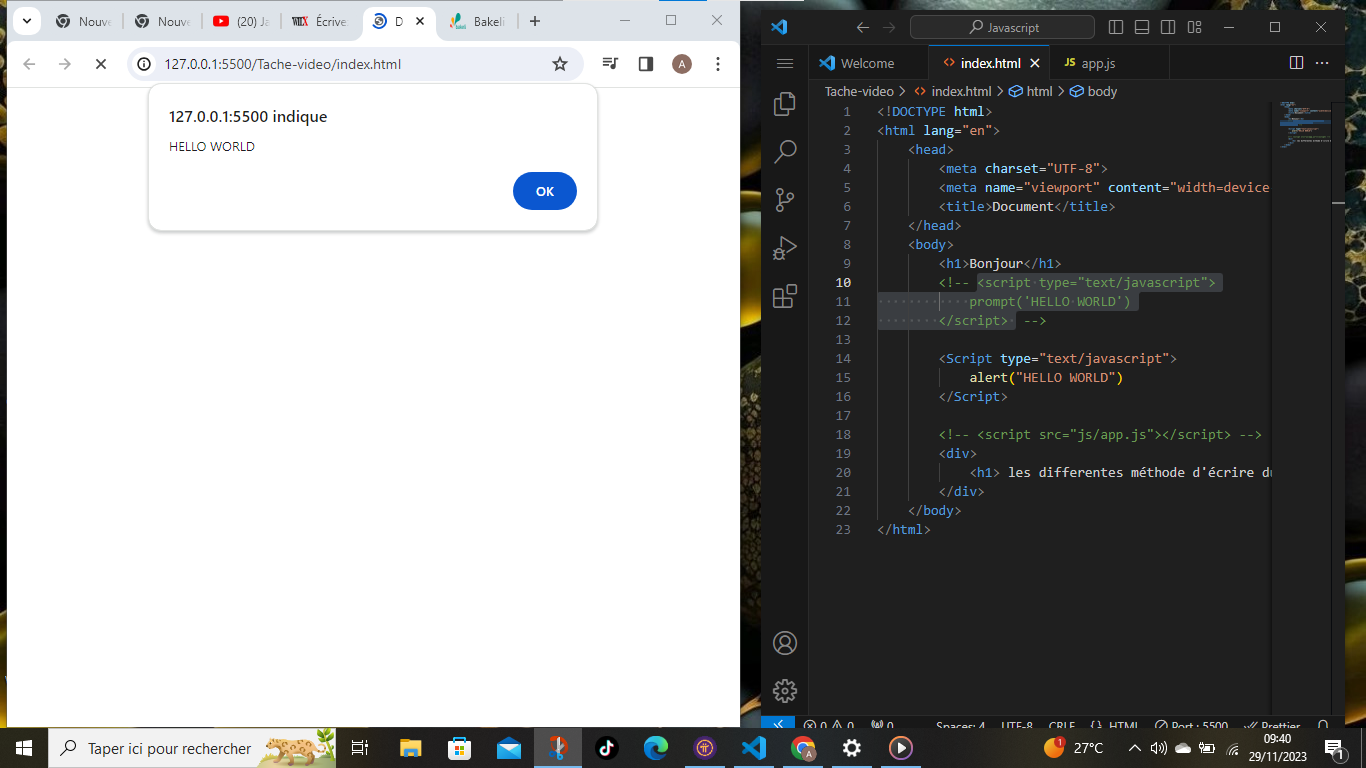 Nouve
Nouve
(20) Ja
Écrive
D
Bakeli
127.0.0.1:5500/Tache-video/index.html
A
127.0.0.1:5500 indique
HELLO WORLD
OK
Javascript
Welcome
index.html
JS app.js
Tache-video > index.html > html > body
1 <!DOCTYPE html>
2 <html lang="en">
3 <head>
4 <meta charset="UTF-8">
5 <meta name="viewport" content="width=device
6 <title>Document</title>
7 </head>
8 <body>
9 <h1>Bonjour</h1>
10 <!-- <script type="text/javascript">
11 prompt('HELLO WORLD')
12 </script> -->
13
14 <Script type="text/javascript">
15 alert("HELLO WORLD")
16 </Script>
17
18 <!-- <script src="js/app.js"></script> -->
19 <div>
20 <h1> les differentes méthode d'écrire du
21 </div>
22 </body>
23 </html>
0 0 0 Spaces: 4 UTF-8 CRLF {} HTML Port : 5500 Prettier
Taper ici pour rechercher
A
1
27°C
09:40
29/11/2023
1